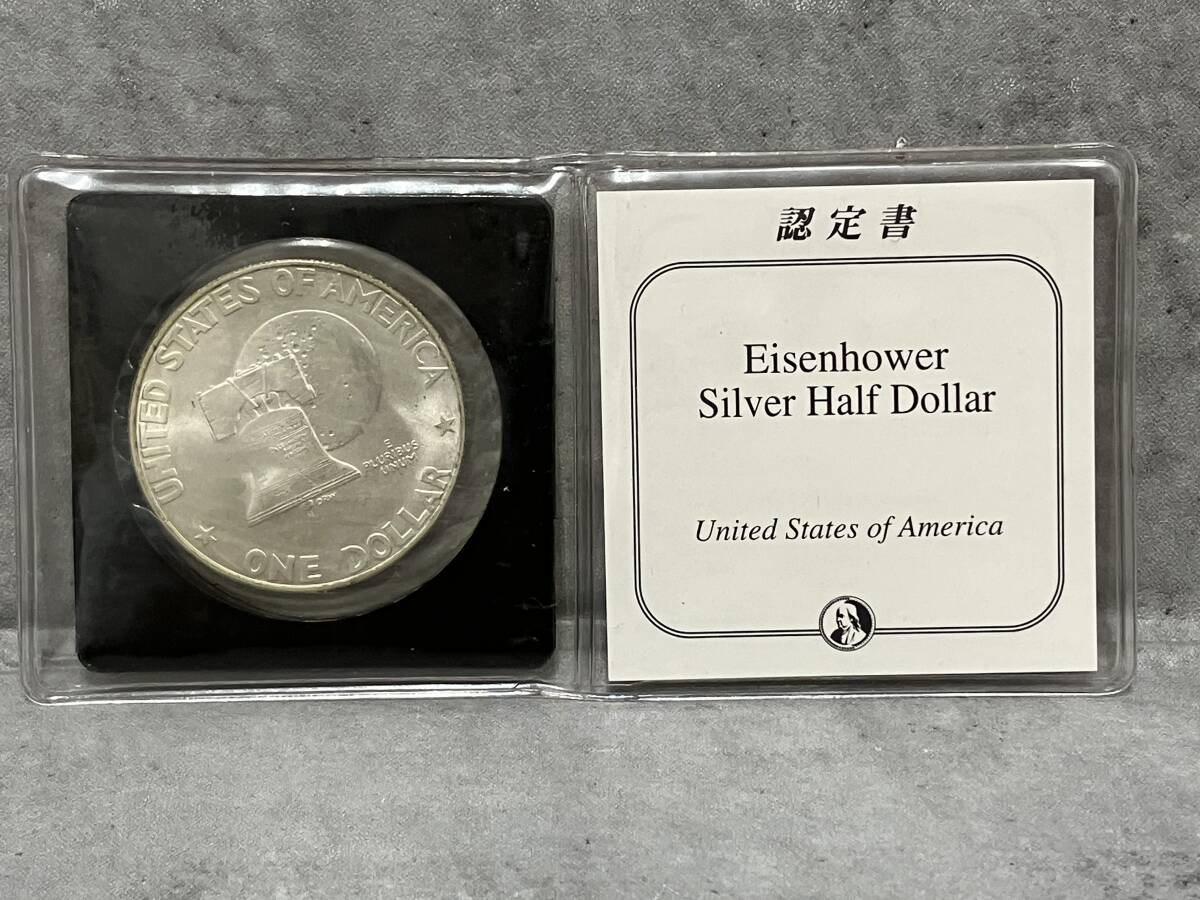 UNITED STATES OF AMERICA
E
PLURIBUS
UNUM
ONE DOLLAR
認定書
Eisenhower
Silver Half Dollar
United States of America